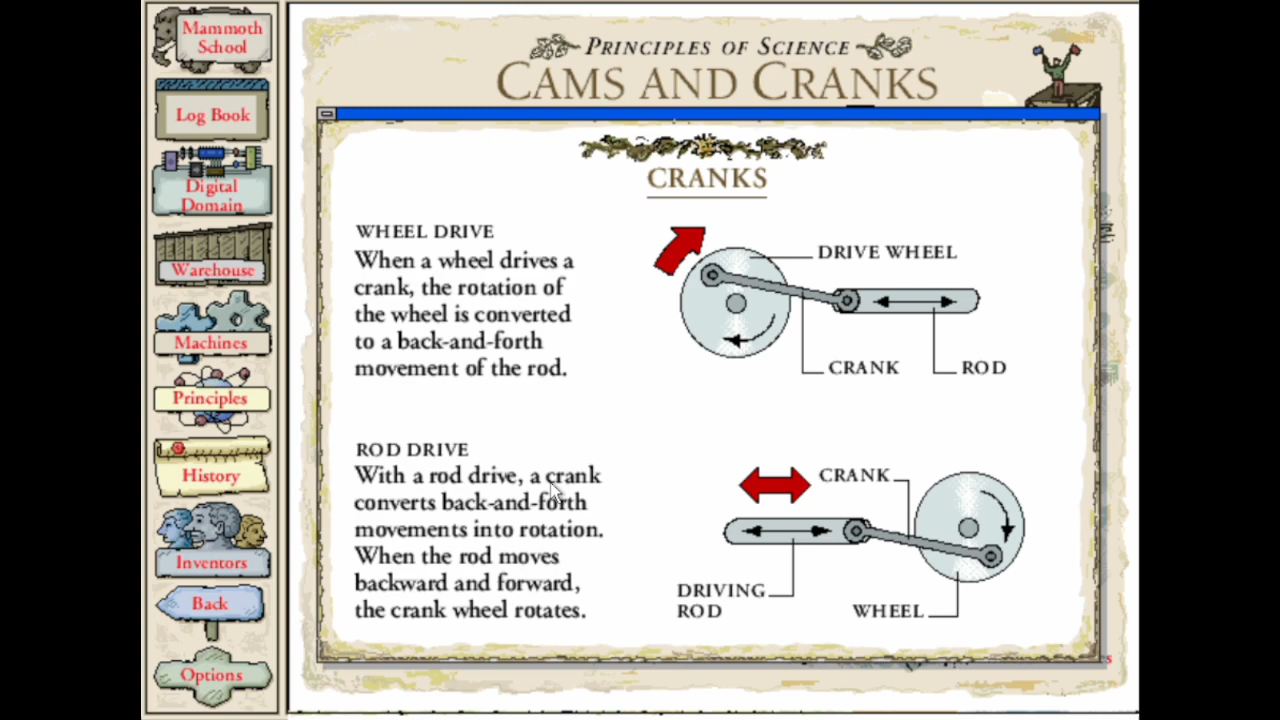 Mammoth
School
Log Book
Digital
Domain
Warehouse
Machines
Principles
History
Inventors
Back
Options
PRINCIPLES OF SCIENCE
CAMS AND CRANKS
CRANKS
WHEEL DRIVE
When a wheel drives a
crank, the rotation of
the wheel is converted
to a back-and-forth
movement of the rod.
DRIVE WHEEL
CRANK
ROD
ROD DRIVE
With a rod drive, a crank
converts back-and-forth
movements into rotation.
When the rod moves
backward and forward,
the crank wheel rotates.
CRANK
DRIVING
ROD
WHEEL